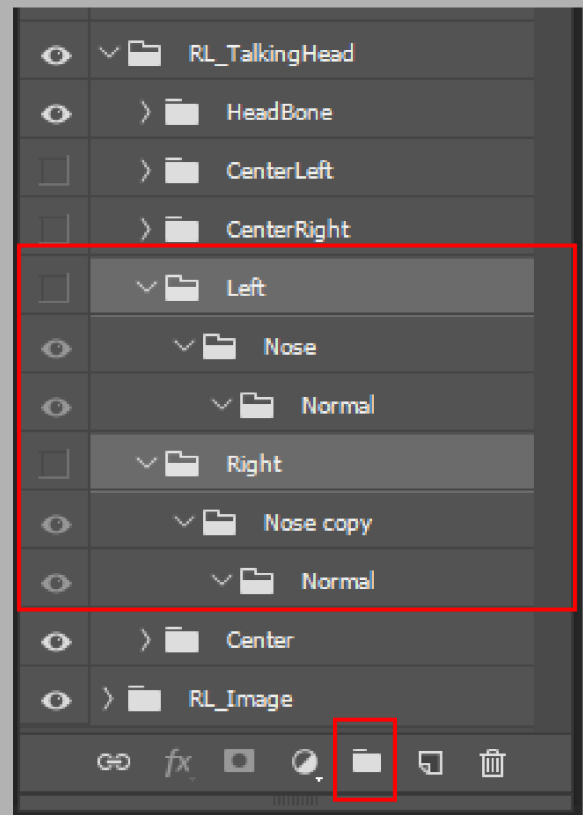 RL_TalkingHead
HeadBone
CenterLeft
CenterRight
Left
Nose
Normal
Right
Nose copy
Normal
Center
RL_Image
fx